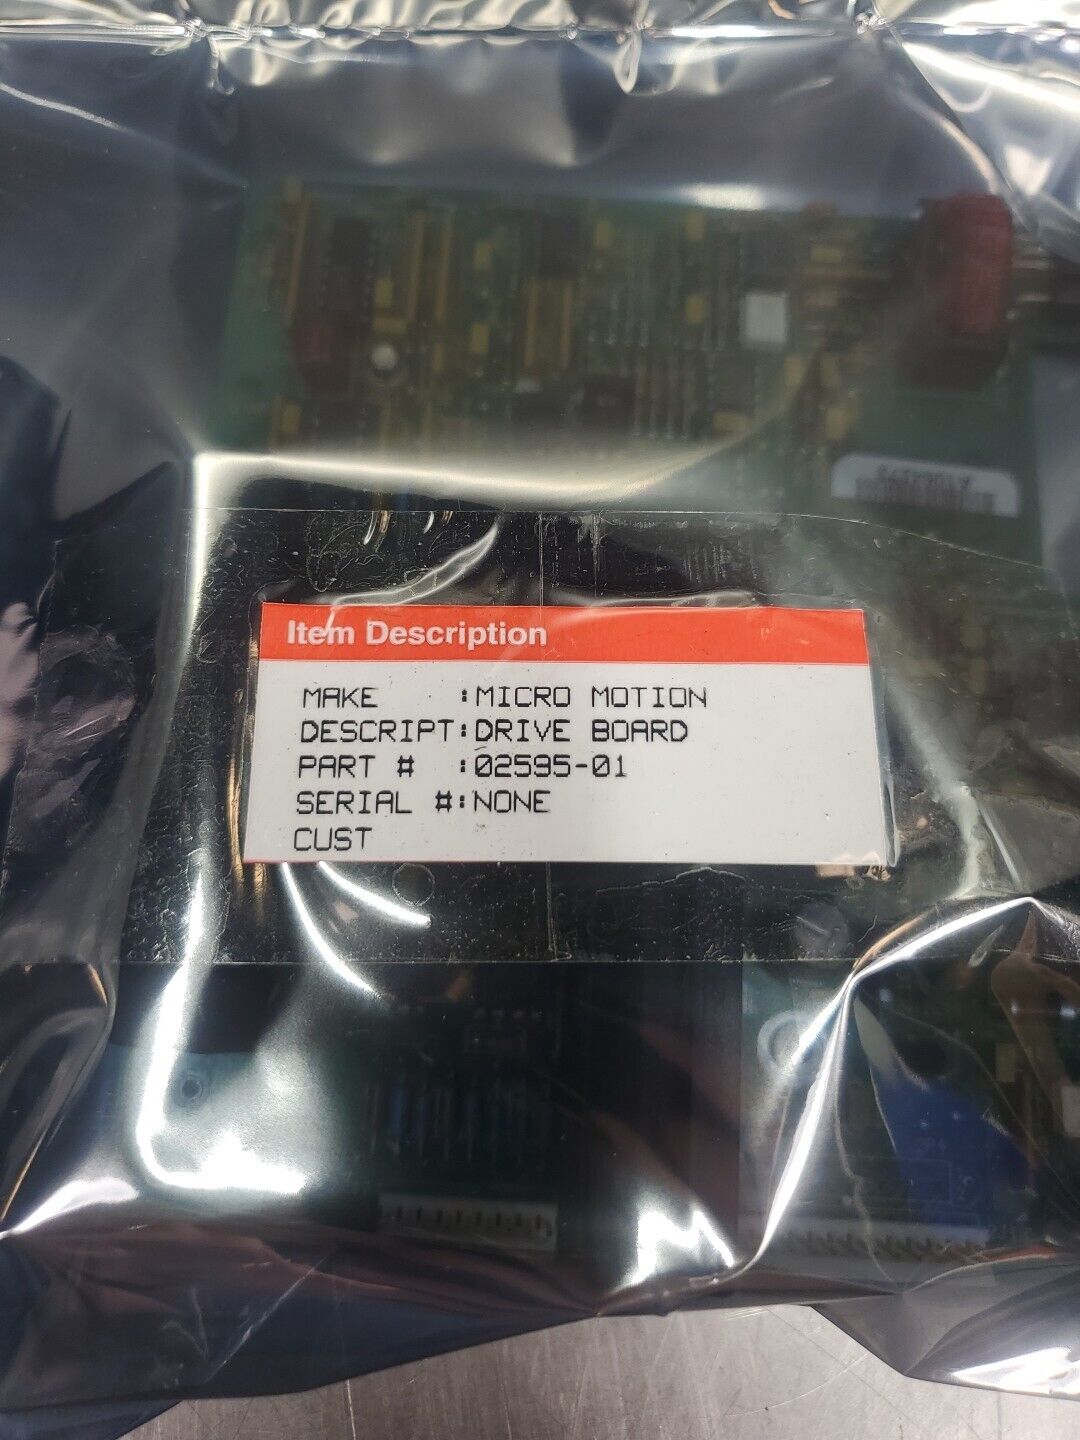 Item Description
MAKE :MICRO MOTION
DESCRIPT:DRIVE BOARD
PART # :02595-01
SERIAL #:NONE
CUST